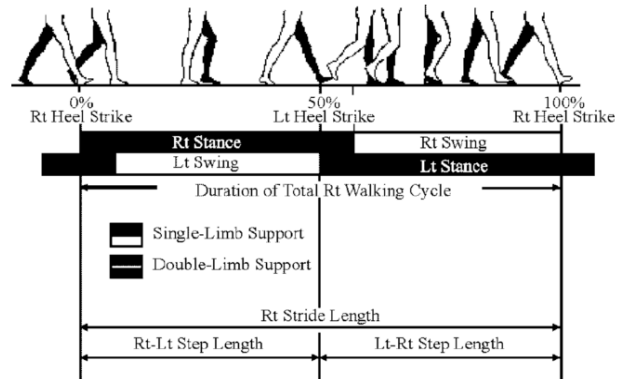 0% 50% 100%
Rt Heel Strike Lt Heel Strike Rt Heel Strike
Rt Stance Rt Swing
Lt Swing Lt Stance
Duration of Total Rt Walking Cycle
Single-Limb Support
Double-Limb Support
Rt Stride Length
Rt-Lt Step Length Lt-Rt Step Length